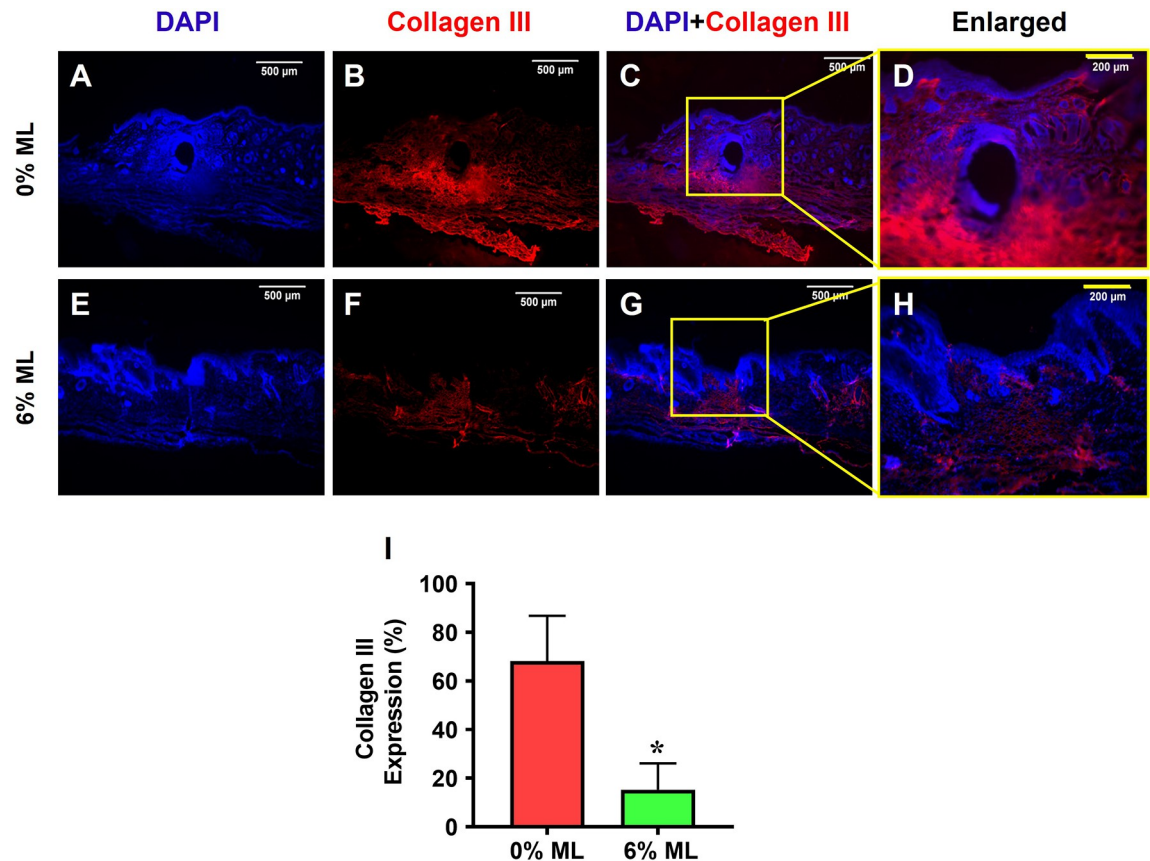 DAPI Collagen III DAPI+Collagen III Enlarged
0% ML
A 500 µm
B 500 µm
C 500 µm
D 200 µm
6% ML
E 500 µm
F 500 µm
G 500 µm
H 200 µm
I
Collagen III
Expression (%)
100
80
60
40
20
0
*
0% ML 6% ML